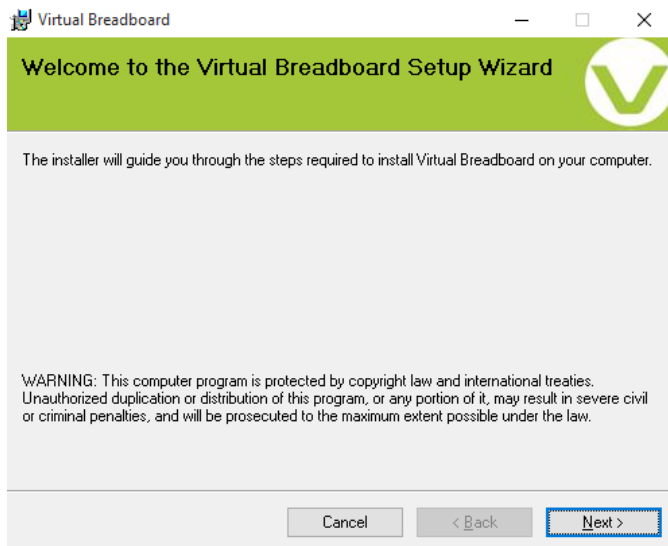 Virtual Breadboard
Welcome to the Virtual Breadboard Setup Wizard
The installer will guide you through the steps required to install Virtual Breadboard on your computer.
WARNING: This computer program is protected by copyright law and international treaties.
Unauthorized duplication or distribution of this program, or any portion of it, may result in severe civil
or criminal penalties, and will be prosecuted to the maximum extent possible under the law.
Cancel
< Back
Next >